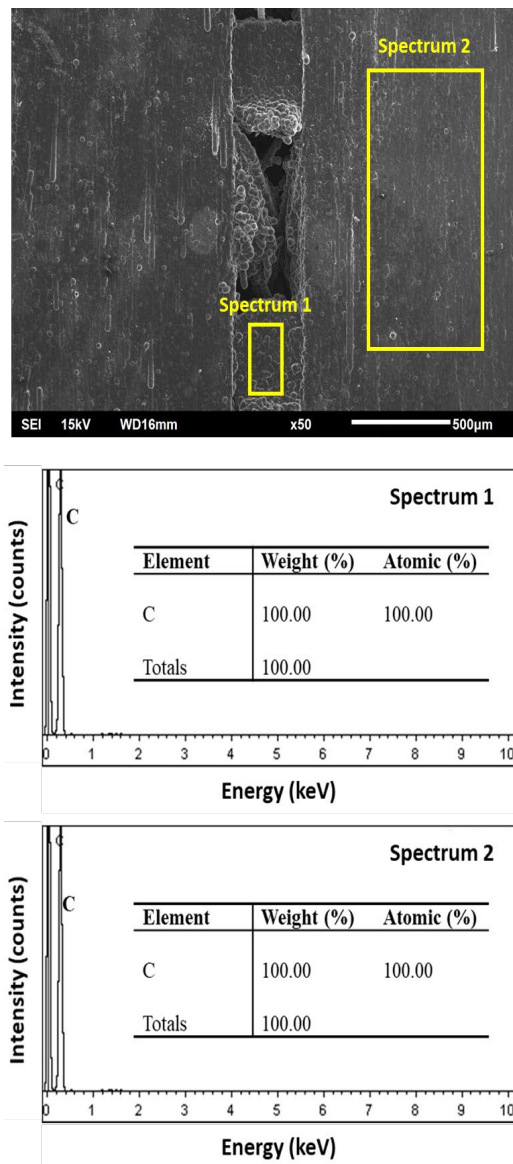 Spectrum 2
Spectrum 1
SEI 15kV WD16mm x50 500µm
Intensity (counts)
Spectrum 1
C
C
Element Weight (%) Atomic (%)
C 100.00 100.00
Totals 100.00
0 1 2 3 4 5 6 7 8 9 10
Energy (keV)
Intensity (counts)
Spectrum 2
C
C
Element Weight (%) Atomic (%)
C 100.00 100.00
Totals 100.00
0 1 2 3 4 5 6 7 8 9 10
Energy (keV)